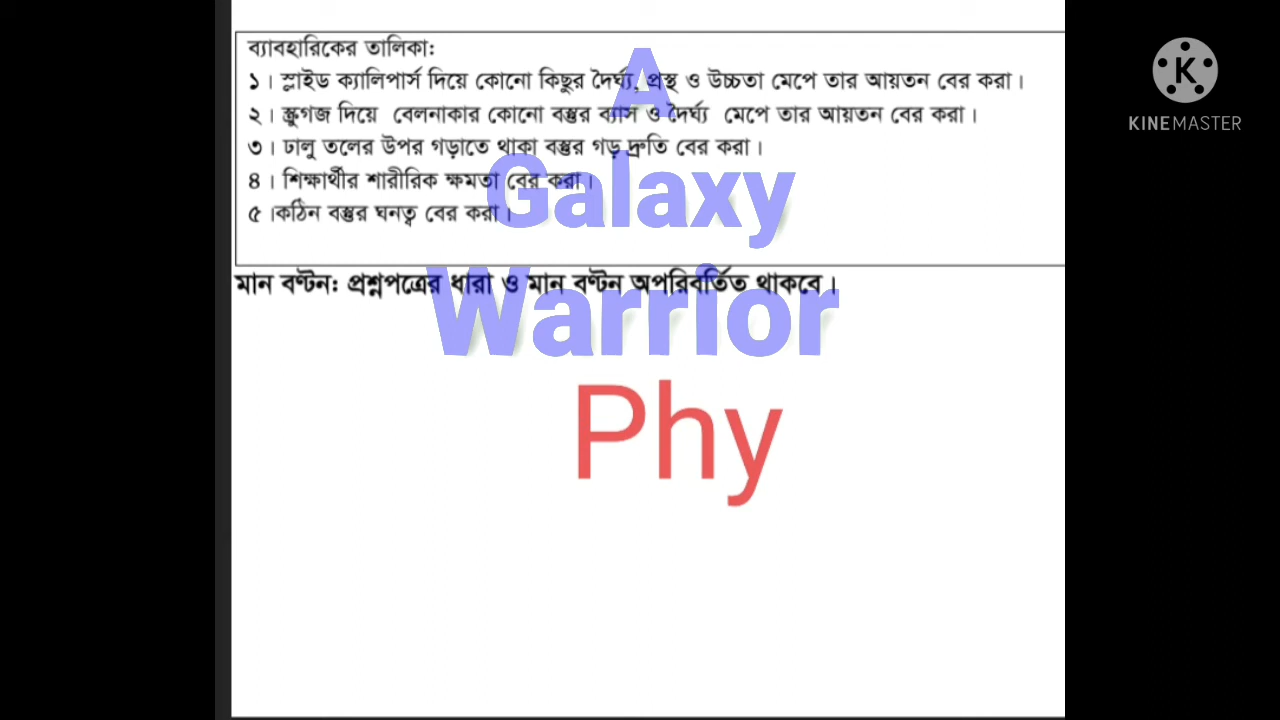 ব্যাবহারিকের তালিকা:
১। স্লাইড ক্যালিপার্স দিয়ে কোনো কিছুর দৈর্ঘ্য, প্রস্থ ও উচ্চতা মেপে তার আয়তন বের করা।
২। স্ক্রুগজ দিয়ে বেলনাকার কোনো বস্তুর ব্যাস ও দৈর্ঘ্য মেপে তার আয়তন বের করা।
৩। ঢালু তলের উপর গড়াতে থাকা বস্তুর গড় দ্রুতি বের করা।
৪। শিক্ষার্থীর শারীরিক ক্ষমতা বের করা।
৫।কঠিন বস্তুর ঘনত্ব বের করা।
মান বণ্টন: প্রশ্নপত্রের ধারা ও মান বণ্টন অপরিবর্তিত থাকবে।
A
Galaxy
Warrior
Phy
K
KINEMASTER